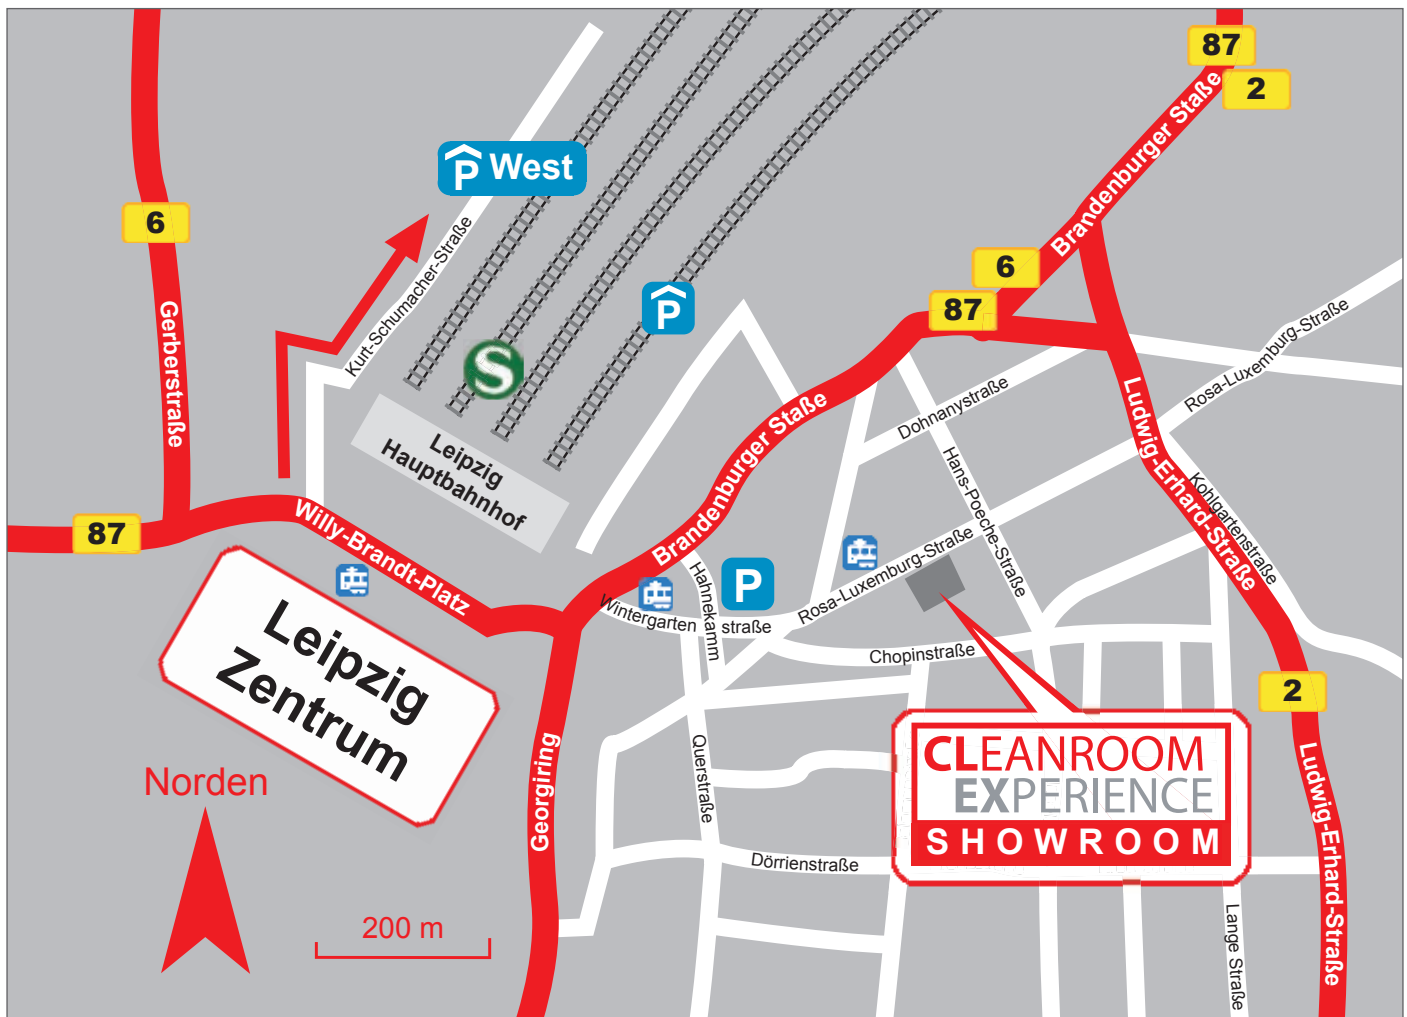 87
2
P West
6
Kurt-Schumacher-Straße
Brandenburger Staße
6
87
P
S
Gerberstraße
Rosa-Luxemburg-Straße
Dohnanystraße
Ludwig-Erhard-Straße
Brandenburger Staße
Leipzig
Hauptbahnhof
Hans-Poeche-Straße
Kohlgartenstraße
87
Willy-Brandt-Platz
Rosa-Luxemburg-Straße
Hahnekamm
P
Wintergarten straße
Chopinstraße
Leipzig
Zentrum
2
Norden
Georgiring
Querstraße
CLEANROOM
EXPERIENCE
SHOWROOM
Ludwig-Erhard-Straße
Dörrienstraße
200 m
Lange Straße